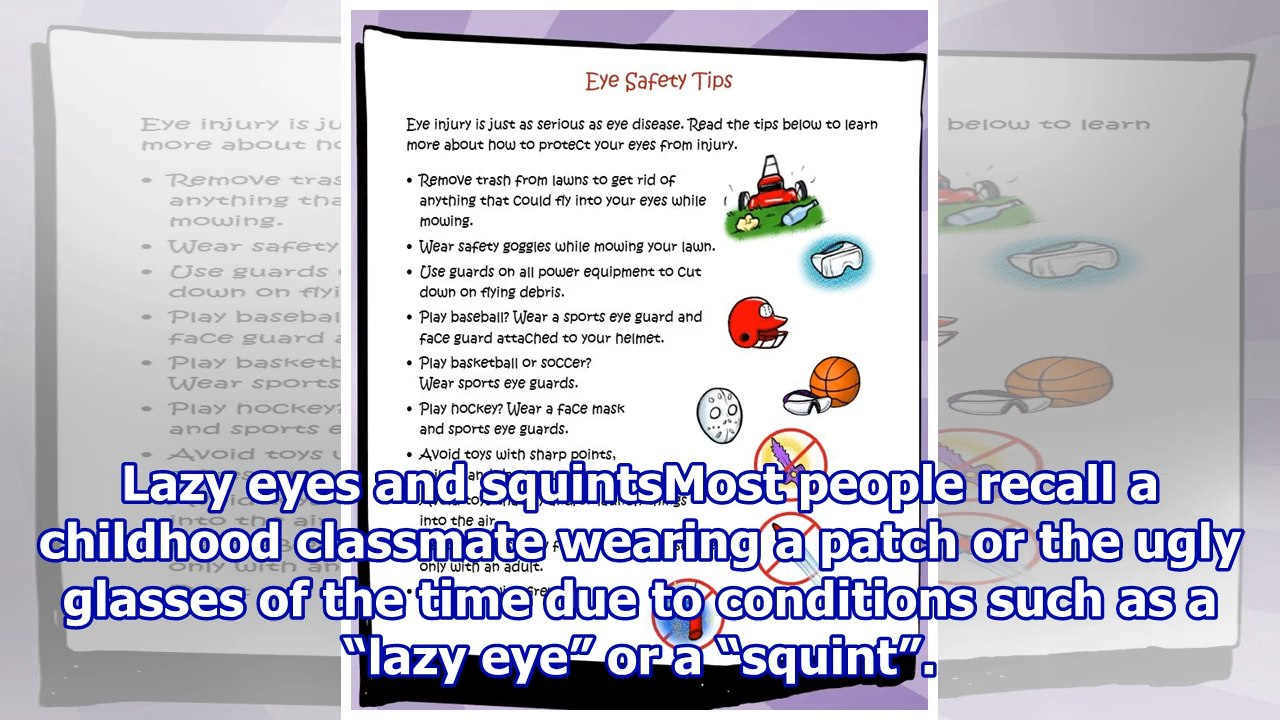 Eye Safety Tips
Eye injury is just as serious as eye disease. Read the tips below to learn
more about how to protect your eyes from injury.
• Remove trash from lawns to get rid of
anything that could fly into your eyes while
mowing.
• Wear safety goggles while mowing your lawn.
• Use guards on all power equipment to cut
down on flying debris.
• Play baseball? Wear a sports eye guard and
face guard attached to your helmet.
• Play basketball or soccer?
Wear sports eye guards.
• Play hockey? Wear a face mask
and sports eye guards.
• Avoid toys with sharp points,
into the air.
only with an adult.
Lazy eyes and squintsMost people recall a
childhood classmate wearing a patch or the ugly
glasses of the time due to conditions such as a
“lazy eye” or a “squint”.